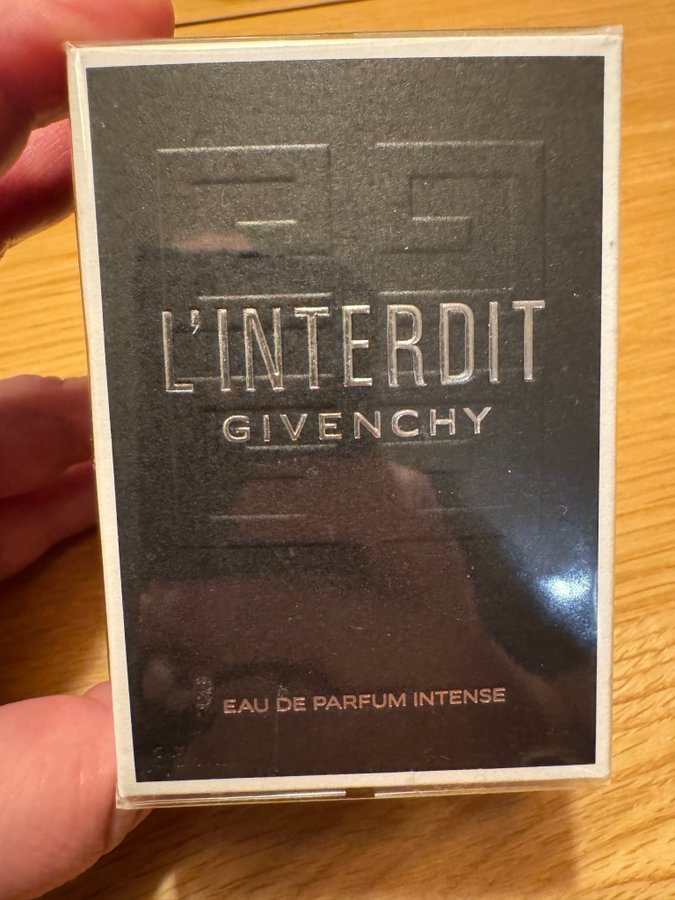 L'INTERDIT
GIVENCHY
EAU DE PARFUM INTENSE